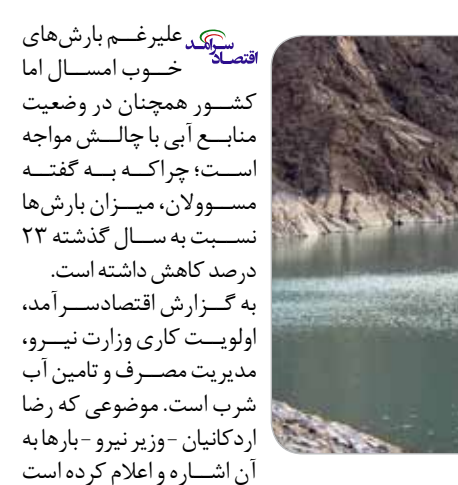 اقتصاد سرآمد علیرغم بارش‌های
خوب امسال اما
کشور همچنان در وضعیت
منابع آبی با چالش مواجه
است؛ چراکه به گفته
مسوولان، میزان بارش‌ها
نسبت به سال گذشته ۲۳
درصد کاهش داشته است.
به گزارش اقتصادسرآمد،
اولویت کاری وزارت نیرو،
مدیریت مصرف و تامین آب
شرب است. موضوعی که رضا
اردکانیان -وزیر نیرو -بارها به
آن اشاره و اعلام کرده است